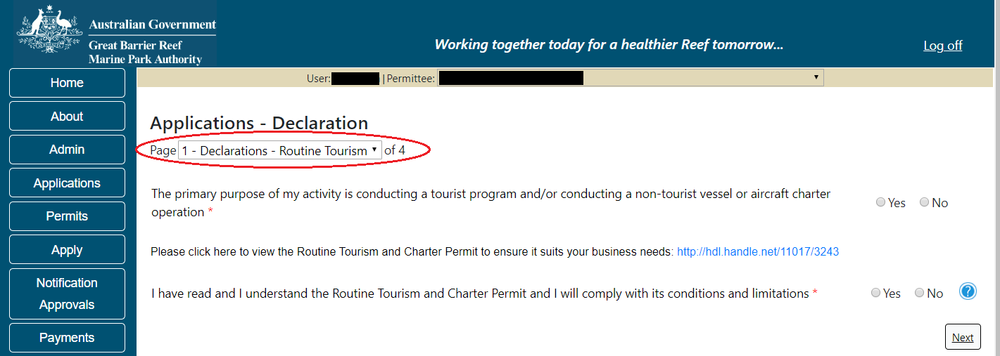 Australian Government
Great Barrier Reef
Marine Park Authority
Working together today for a healthier Reef tomorrow...
Log off
User: | Permittee:
Home
About
Admin
Applications
Permits
Apply
Notification
Approvals
Payments
Applications - Declaration
Page 1 - Declarations - Routine Tourism of 4
The primary purpose of my activity is conducting a tourist program and/or conducting a non-tourist vessel or aircraft charter
operation *
Yes No
Please click here to view the Routine Tourism and Charter Permit to ensure it suits your business needs: http://hdl.handle.net/11017/3243
I have read and I understand the Routine Tourism and Charter Permit and I will comply with its conditions and limitations * Yes No ?
Next